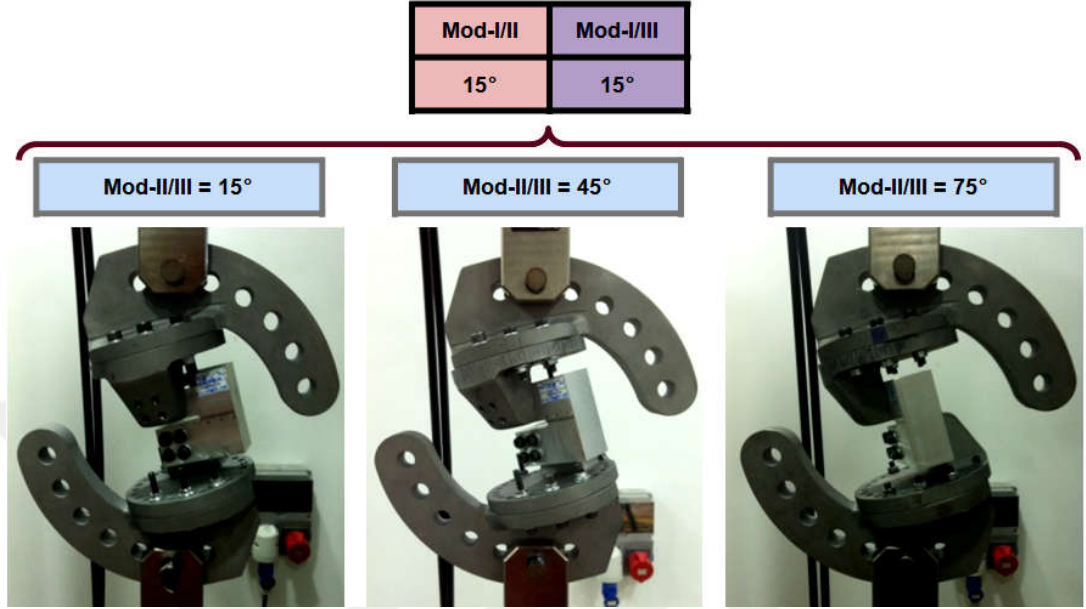 Mod-I/II
Mod-I/III
15°
15°
Mod-II/III = 15°
Mod-II/III = 45°
Mod-II/III = 75°